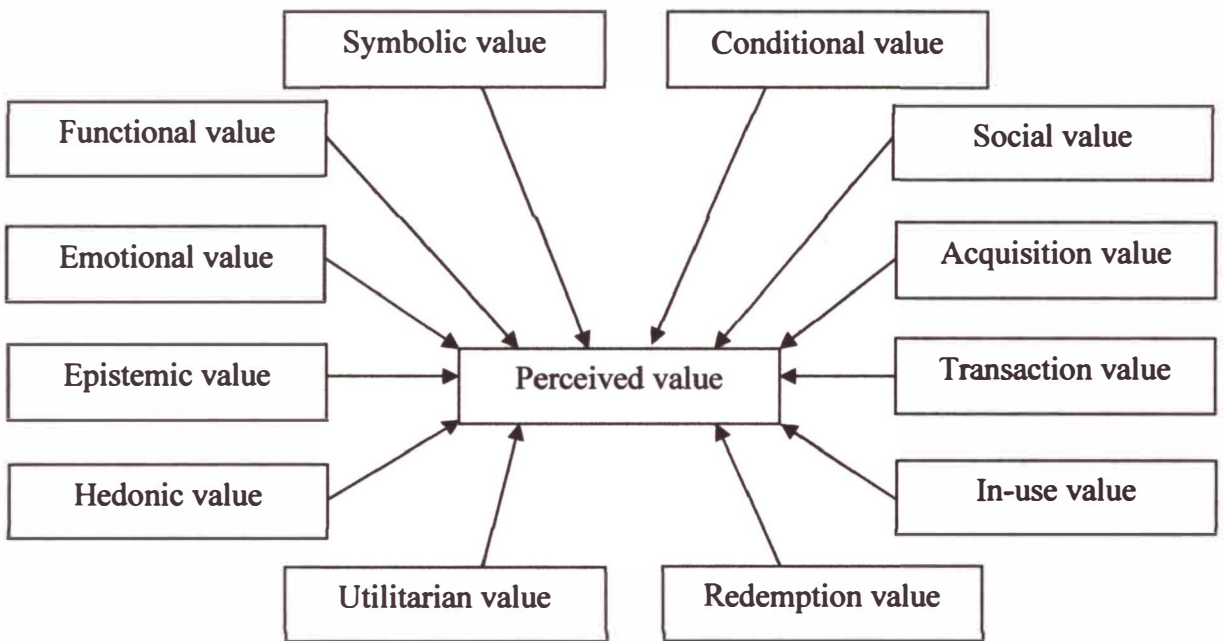 Symbolic value
Conditional value
Functional value
Social value
Emotional value
Acquisition value
Epistemic value
Perceived value
Transaction value
Hedonic value
In-use value
Utilitarian value
Redemption value